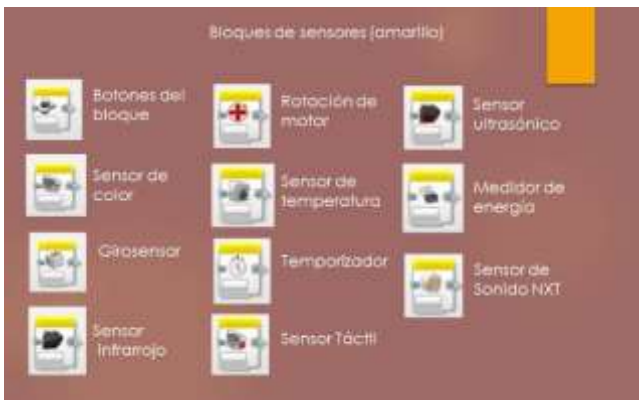 Bloques de sensores (amarillo)
Botones del
bloque
Sensor de
color
Girosensor
Sensor
infrarrojo
Rotación de
motor
Sensor de
temperatura
Temporizador
Sensor Táctil
Sensor
ultrasónico
Medidor de
energía
Sensor de
Sonido NXT